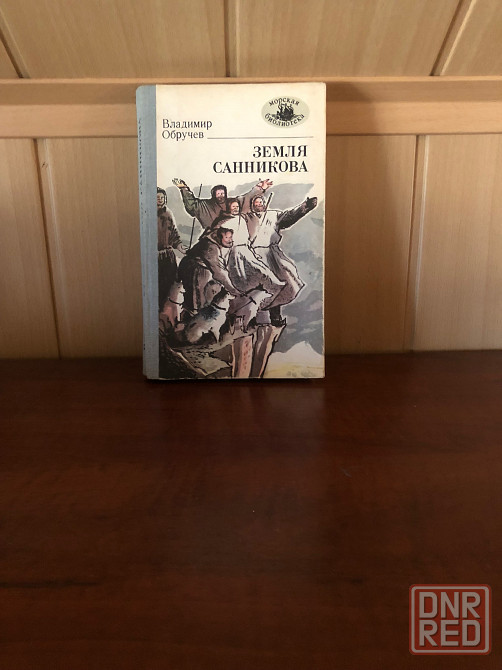 Владимир
Обручев
морская
библиотека
ЗЕМЛЯ
САННИКОВА
DNR
RED